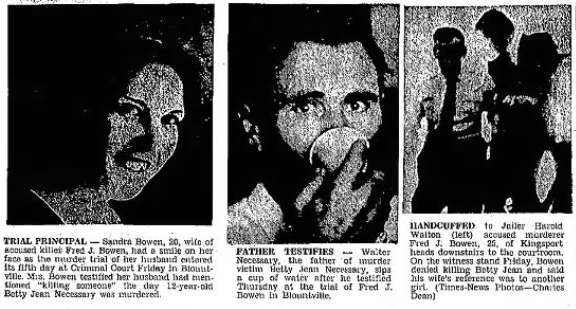 TRIAL PRINCIPAL — Sandra Bowen, 20, wife of
accused killer Fred J. Bowen, had a smile on her
face as the murder trial of her husband entered
its fifth day at Criminal Court Friday in Blount-
ville. Mrs. Bowen testified her husband had men-
tioned "killing someone" the day 12-year-old
Betty Jean Necessary was murdered.
FATHER TESTIFIES — Walter
Necessary, the father of murder
victim Betty Jean Necessary, sips
a cup of water after he testified
Thursday at the trial of Fred J.
Bowen in Blountville.
HANDCUFFED to Jailer Harold
Walton (left) accused murderer
Fred J. Bowen, 25, of Kingsport
heads downstairs to the courtroom.
On the witness stand Friday, Bowen
denied killing Betty Jean and said
his wife's reference was to another
girl. (Times-News Photos—Charles
Dean)